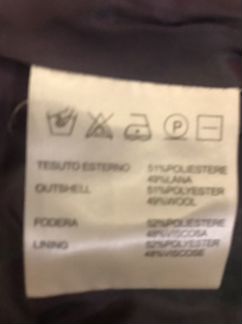 TESUTO ESTERNO 51%POLIESTERE
49%LANA
OUTSHELL 51%POLYESTER
49%WOOL
FODERA 52%POLIESTERE
48%VISCOSA
LINING 52%POLYESTER
48%VISCOSE